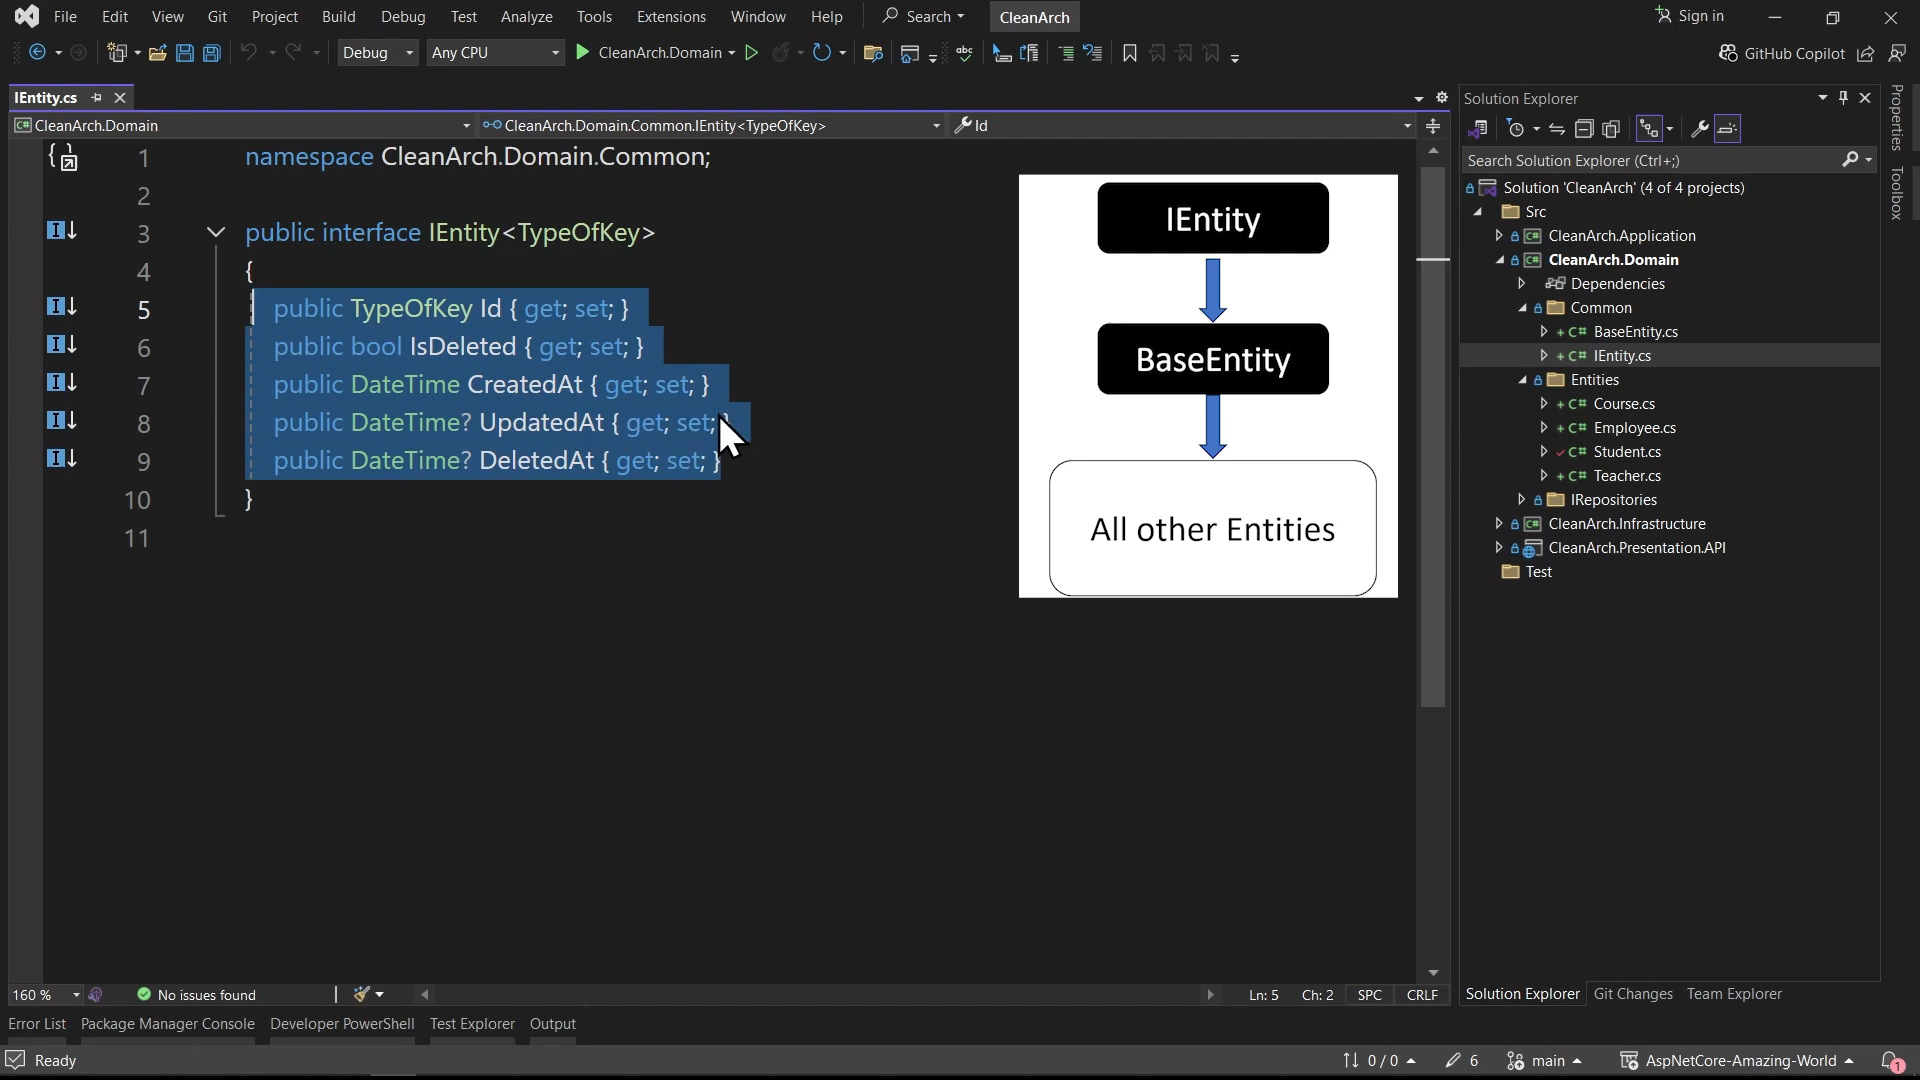 File Edit View Git Project Build Debug Test Analyze Tools Extensions Window Help Search CleanArch Sign in
Debug Any CPU CleanArch.Domain abc GitHub Copilot
IEntity.cs
CleanArch.Domain CleanArch.Domain.Common.IEntity<TypeOfKey> Id
1 namespace CleanArch.Domain.Common;
2
3 public interface IEntity<TypeOfKey>
4 {
5 public TypeOfKey Id { get; set; }
6 public bool IsDeleted { get; set; }
7 public DateTime CreatedAt { get; set; }
8 public DateTime? UpdatedAt { get; set; }
9 public DateTime? DeletedAt { get; set; }
10 }
11
IEntity
BaseEntity
All other Entities
Solution Explorer
Search Solution Explorer (Ctrl+;)
Solution 'CleanArch' (4 of 4 projects)
Src
CleanArch.Application
CleanArch.Domain
Dependencies
Common
C# BaseEntity.cs
C# IEntity.cs
Entities
C# Course.cs
C# Employee.cs
C# Student.cs
C# Teacher.cs
IRepositories
CleanArch.Infrastructure
CleanArch.Presentation.API
Test
Properties
Toolbox
160 % No issues found Ln: 5 Ch: 2 SPC CRLF
Solution Explorer Git Changes Team Explorer
Error List Package Manager Console Developer PowerShell Test Explorer Output
Ready 0 / 0 6 main AspNetCore-Amazing-World 1